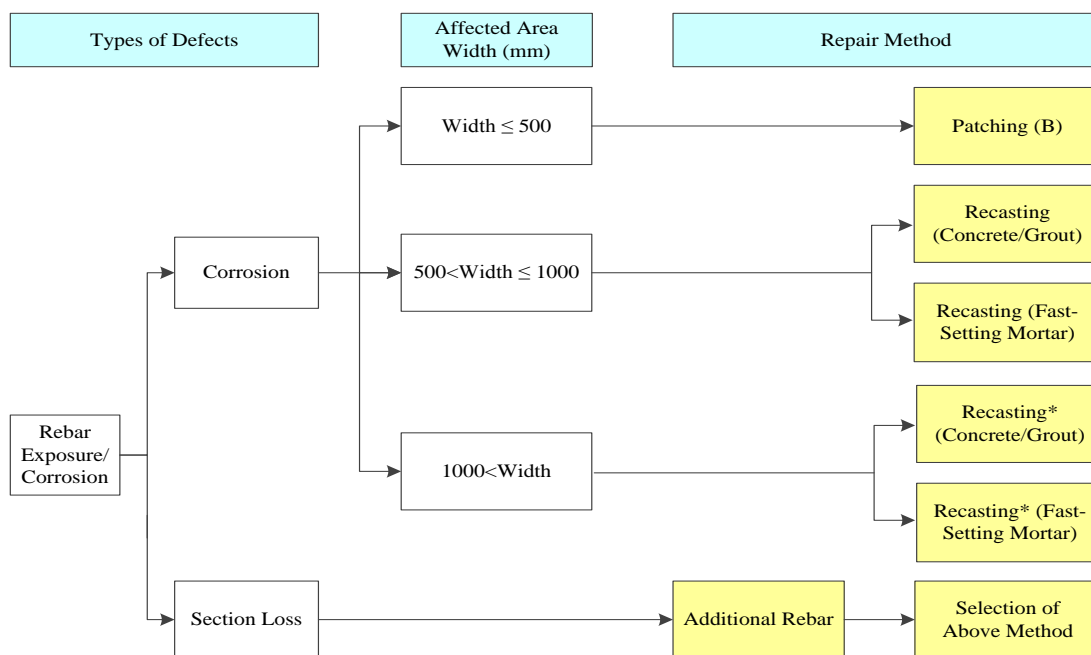 Types of Defects
Affected Area
Width (mm)
Repair Method
Width ≤ 500
Patching (B)
Recasting
(Concrete/Grout)
Corrosion
500<Width ≤ 1000
Recasting (Fast-
Setting Mortar)
Rebar
Exposure/
Corrosion
Recasting*
(Concrete/Grout)
1000<Width
Recasting* (Fast-
Setting Mortar)
Section Loss
Additional Rebar
Selection of
Above Method